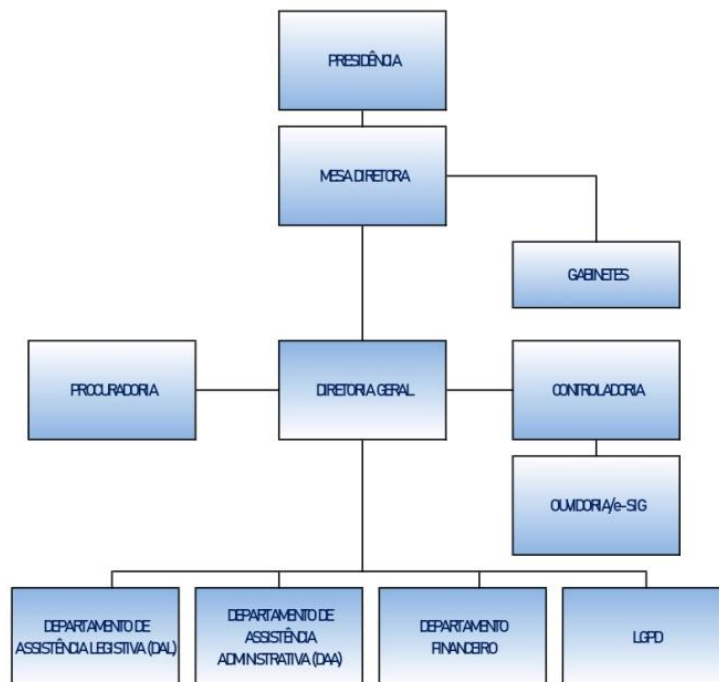 PRESIDÊNCIA
MESA DIRETORA
GABINETES
PROCURADORIA
DIRETORIA GERAL
CONTROLADORIA
OUVIDORIA/e-SIG
DEPARTAMENTO DE
ASSISTÊNCIA LEGISTIVA (DAL)
DEPARTAMENTO DE
ASSISTÊNCIA
ADMINISTRATIVA (DAA)
DEPARTAMENTO
FINANCEIRO
LGPD